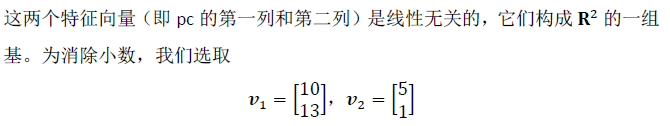 这两个特征向量（即 pc 的第一列和第二列）是线性无关的，它们构成 R² 的一组
基。为消除小数，我们选取
v₁ = [10 13]，v₂ = [5 1]